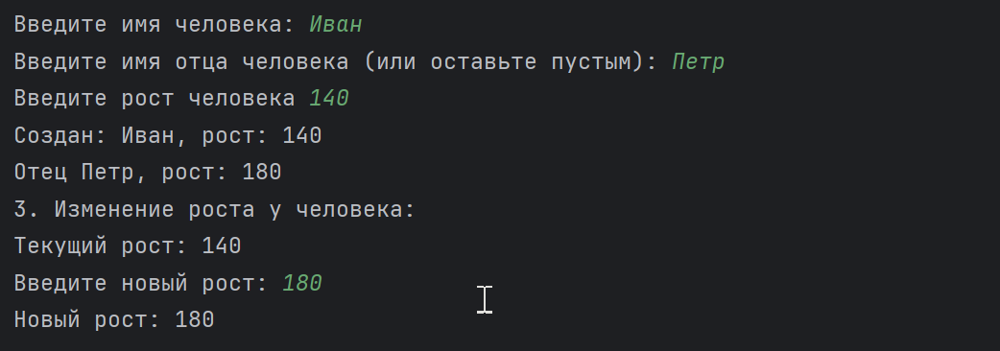 Введите имя человека: Иван
Введите имя отца человека (или оставьте пустым): Петр
Введите рост человека 140
Создан: Иван, рост: 140
Отец Петр, рост: 180
3. Изменение роста у человека:
Текущий рост: 140
Введите новый рост: 180
Новый рост: 180